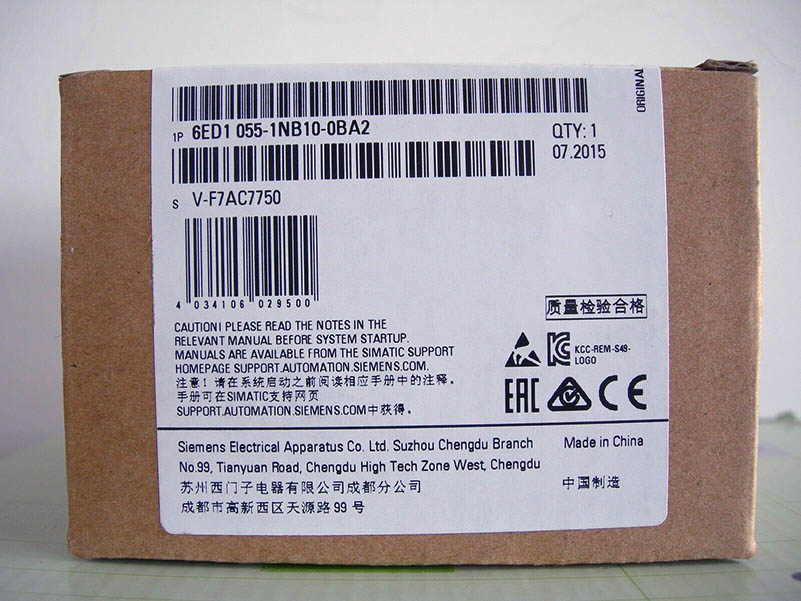 ORIGINAL
1P 6ED1 055-1NB10-0BA2
QTY: 1
07.2015
S V-F7AC7750
4 034106 029500
质量检验合格
CAUTION! PLEASE READ THE NOTES IN THE
RELEVANT MANUAL BEFORE SYSTEM STARTUP.
MANUALS ARE AVAILABLE FROM THE SIMATIC SUPPORT
HOMEPAGE SUPPORT.AUTOMATION.SIEMENS.COM.
注意！请在系统启动之前阅读相应手册中的注释。
手册可在SIMATIC支持网页
SUPPORT.AUTOMATION.SIEMENS.COM中获得。
KCC-REM-S49-
LOGO
EAC CE
Siemens Electrical Apparatus Co. Ltd. Suzhou Chengdu Branch
Made in China
No.99, Tianyuan Road, Chengdu High Tech Zone West, Chengdu
苏州西门子电器有限公司成都分公司
中国制造
成都市高新西区天源路 99 号